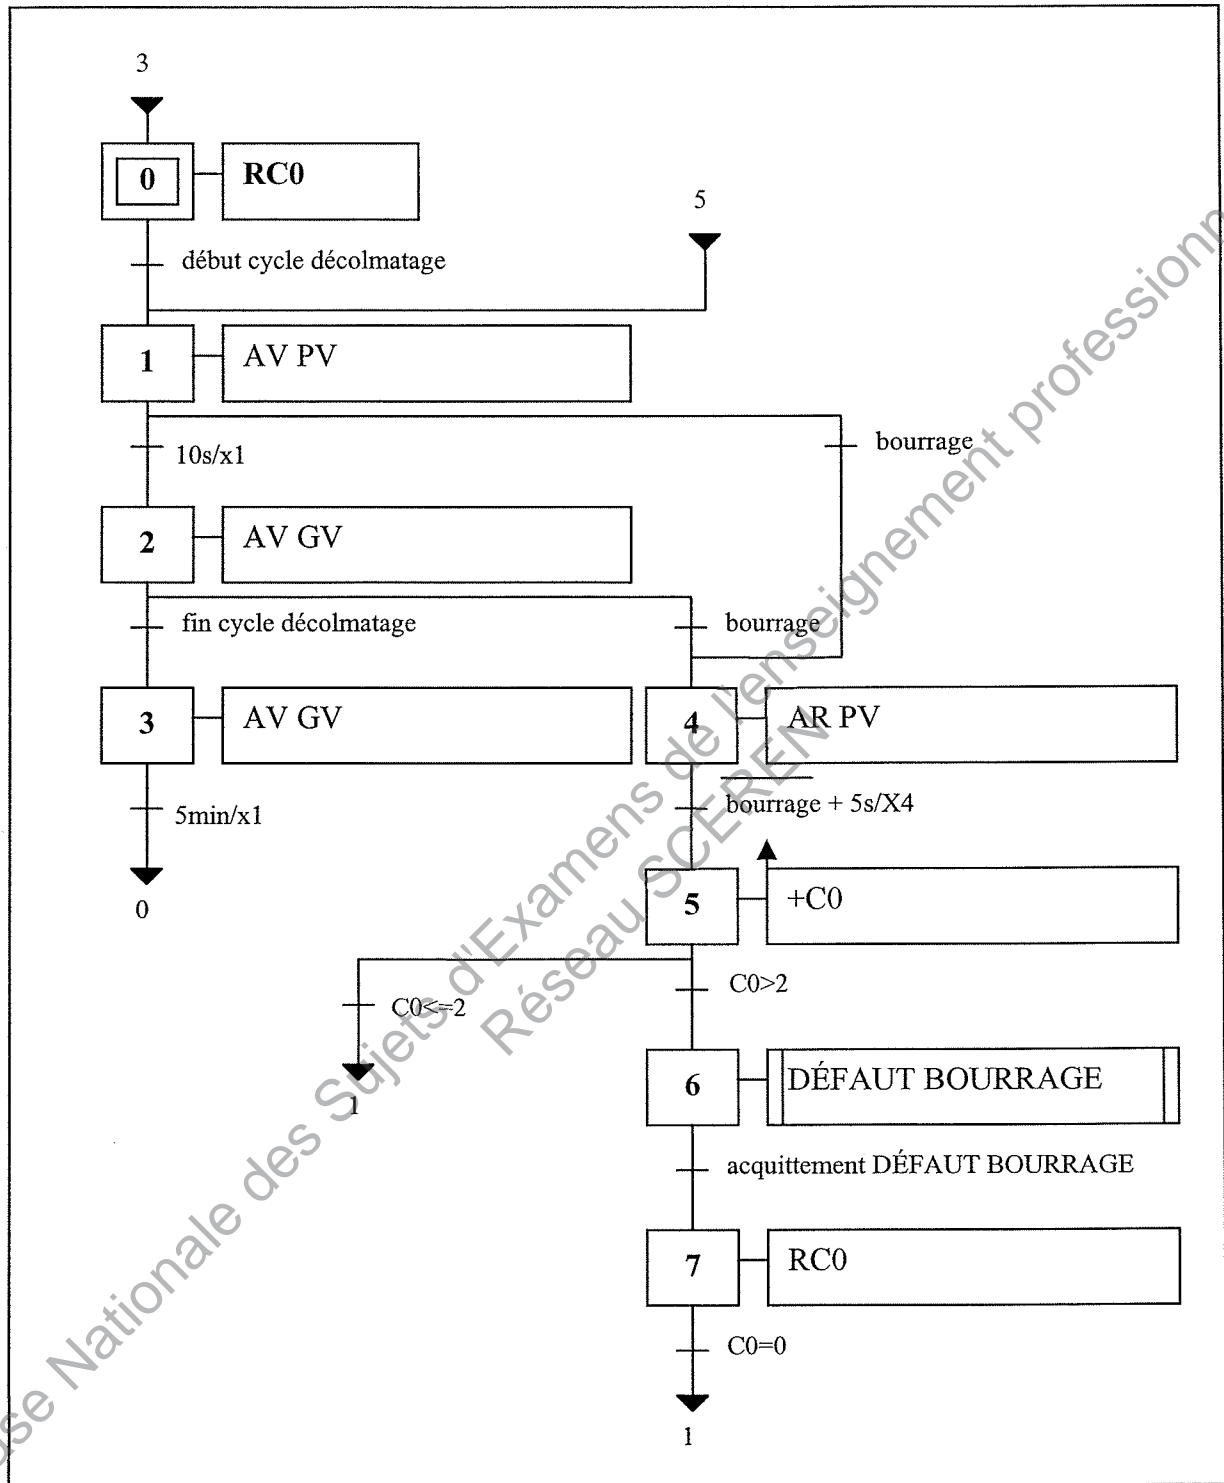 3
0
RC0
5
début cycle décolmatage
1
AV PV
10s/x1
bourrage
2
AV GV
fin cycle décolmatage
bourrage
3
AV GV
4
AR PV
5min/x1
bourrage + 5s/X4
0
5
+C0
C0<=2
C0>2
1
6
DÉFAUT BOURRAGE
acquittement DÉFAUT BOURRAGE
7
RC0
C0=0
1
Nationale des Sujets d'Examens de l'enseignement
Réseau SCEREN